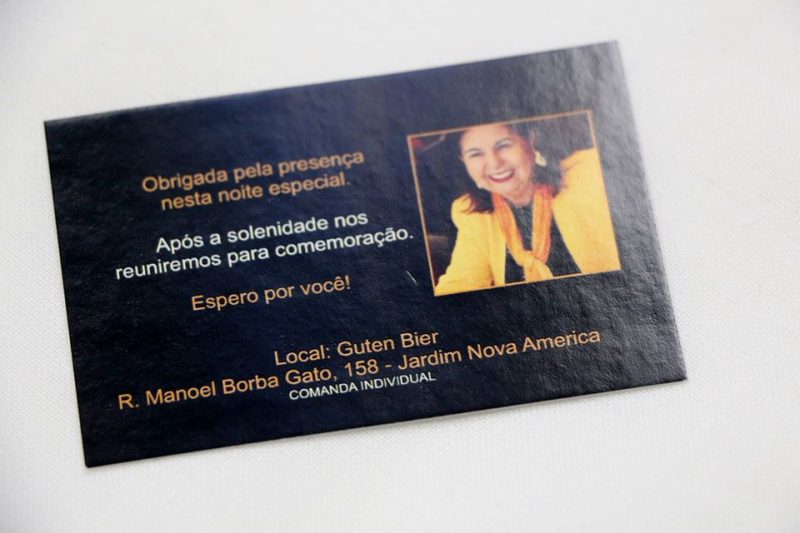 Obrigada pela presença
nesta noite especial.
Após a solenidade nos
reuniremos para comemoração.
Espero por você!
Local: Guten Bier
R. Manoel Borba Gato, 158 - Jardim Nova America
COMANDA INDIVIDUAL